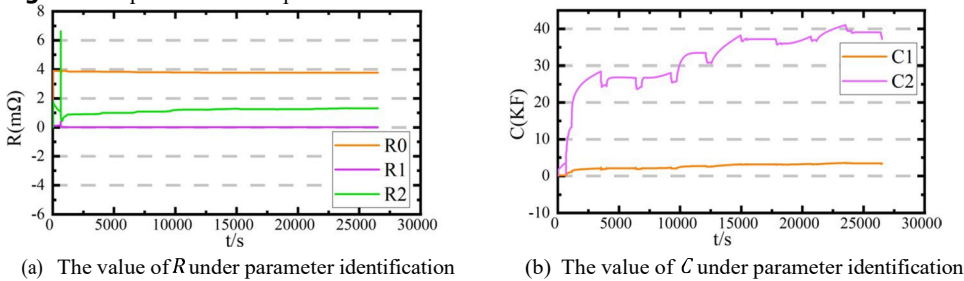 8
6
4
2
0
-2
-4
-6
R(mΩ)
0 5000 10000 15000 20000 25000 30000
t/s
R0
R1
R2
(a) The value of R under parameter identification
40
30
20
10
0
-10
C(KF)
0 5000 10000 15000 20000 25000 30000
t/s
C1
C2
(b) The value of C under parameter identification